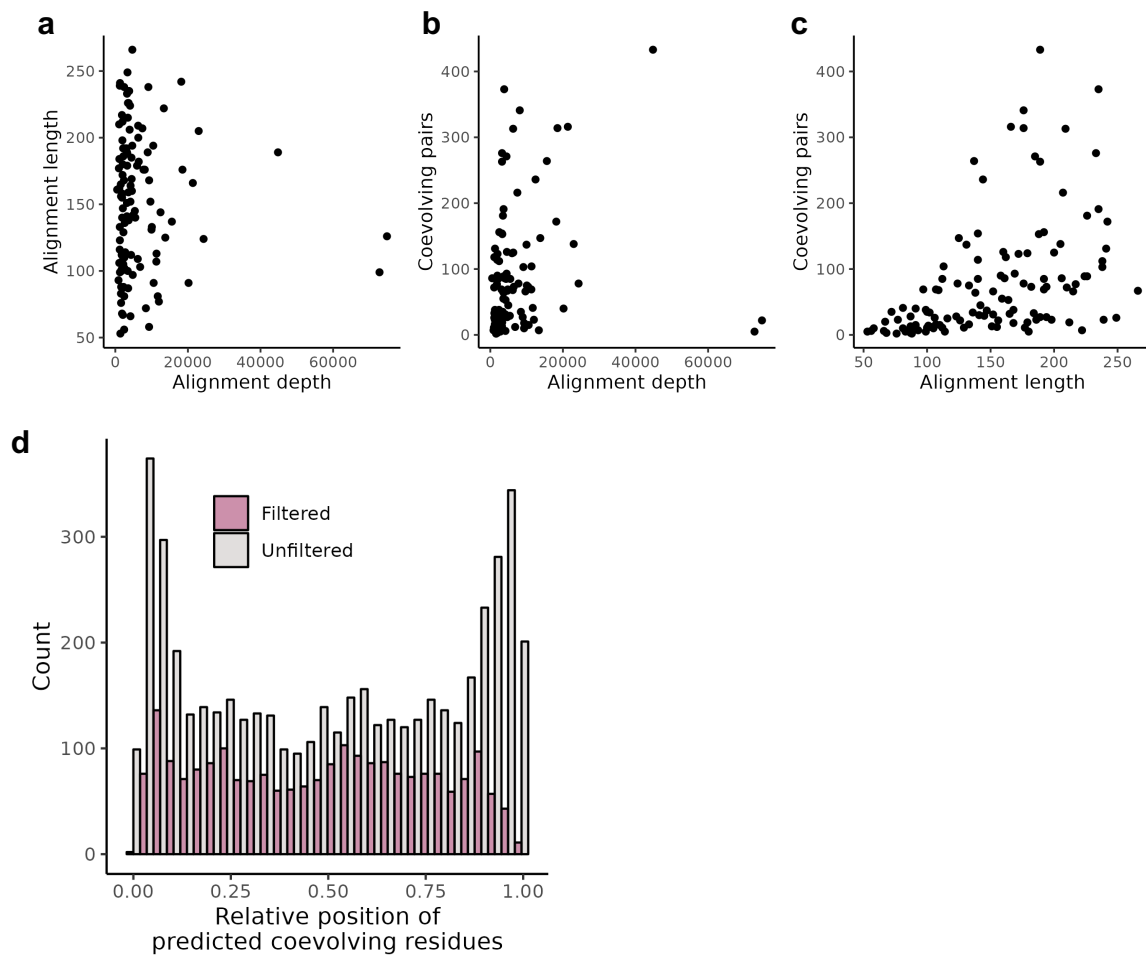 a
250
200
150
100
50
Alignment length
0
20000
40000
60000
Alignment depth
b
400
300
200
100
0
Coevolving pairs
0
20000
40000
60000
Alignment depth
c
400
300
200
100
0
Coevolving pairs
50
100
150
200
250
Alignment length
d
300
200
100
0
Count
Filtered
Unfiltered
0.00
0.25
0.50
0.75
1.00
Relative position of
predicted coevolving residues